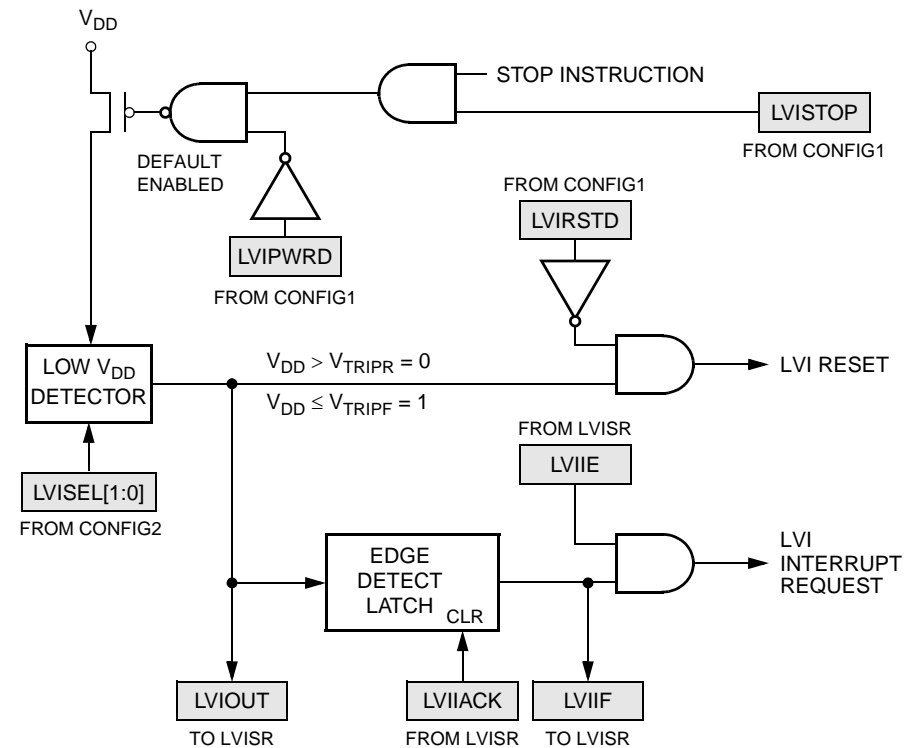 VDD
STOP INSTRUCTION
LVISTOP
FROM CONFIG1
DEFAULT
ENABLED
LVIPWRD
FROM CONFIG1
FROM CONFIG1
LVIRSTD
LOW VDD
DETECTOR
VDD > VTRIPR = 0
VDD ≤ VTRIPF = 1
LVI RESET
LVISEL[1:0]
FROM CONFIG2
FROM LVISR
LVIIE
EDGE
DETECT
LATCH
CLR
LVI
INTERRUPT
REQUEST
LVIOUT
TO LVISR
LVIIACK
FROM LVISR
LVIIF
TO LVISR